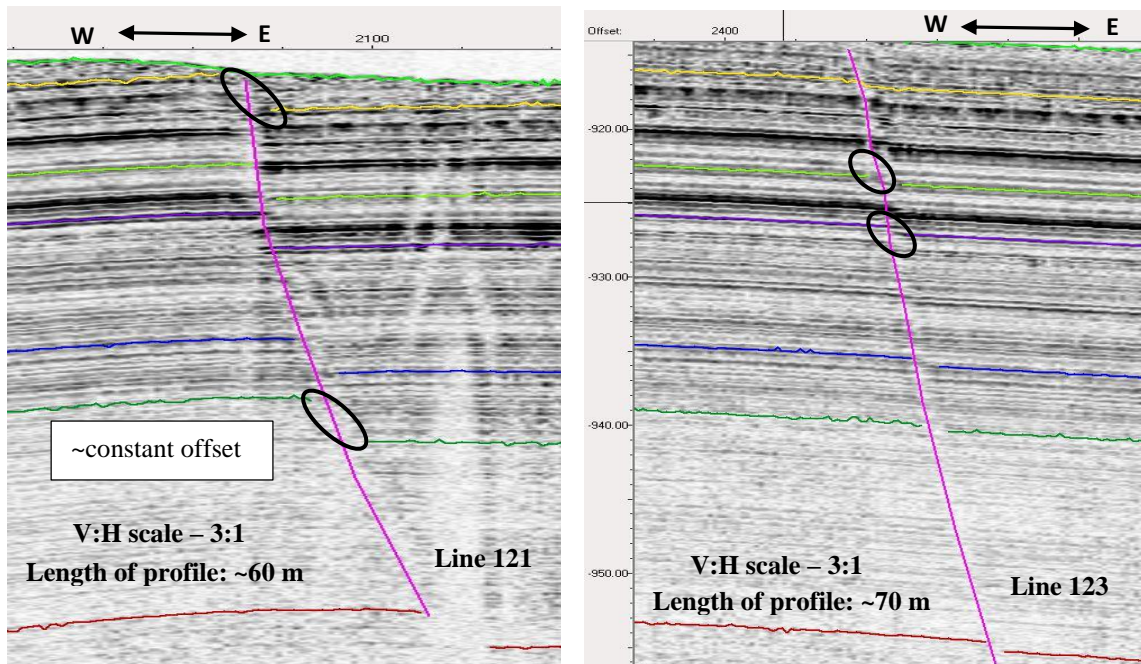 W E
2100
~constant offset
V:H scale – 3:1
Length of profile: ~60 m
Line 121
Offset: 2400
W E
-920.00
-930.00
-940.00
-950.00
V:H scale – 3:1
Length of profile: ~70 m
Line 123